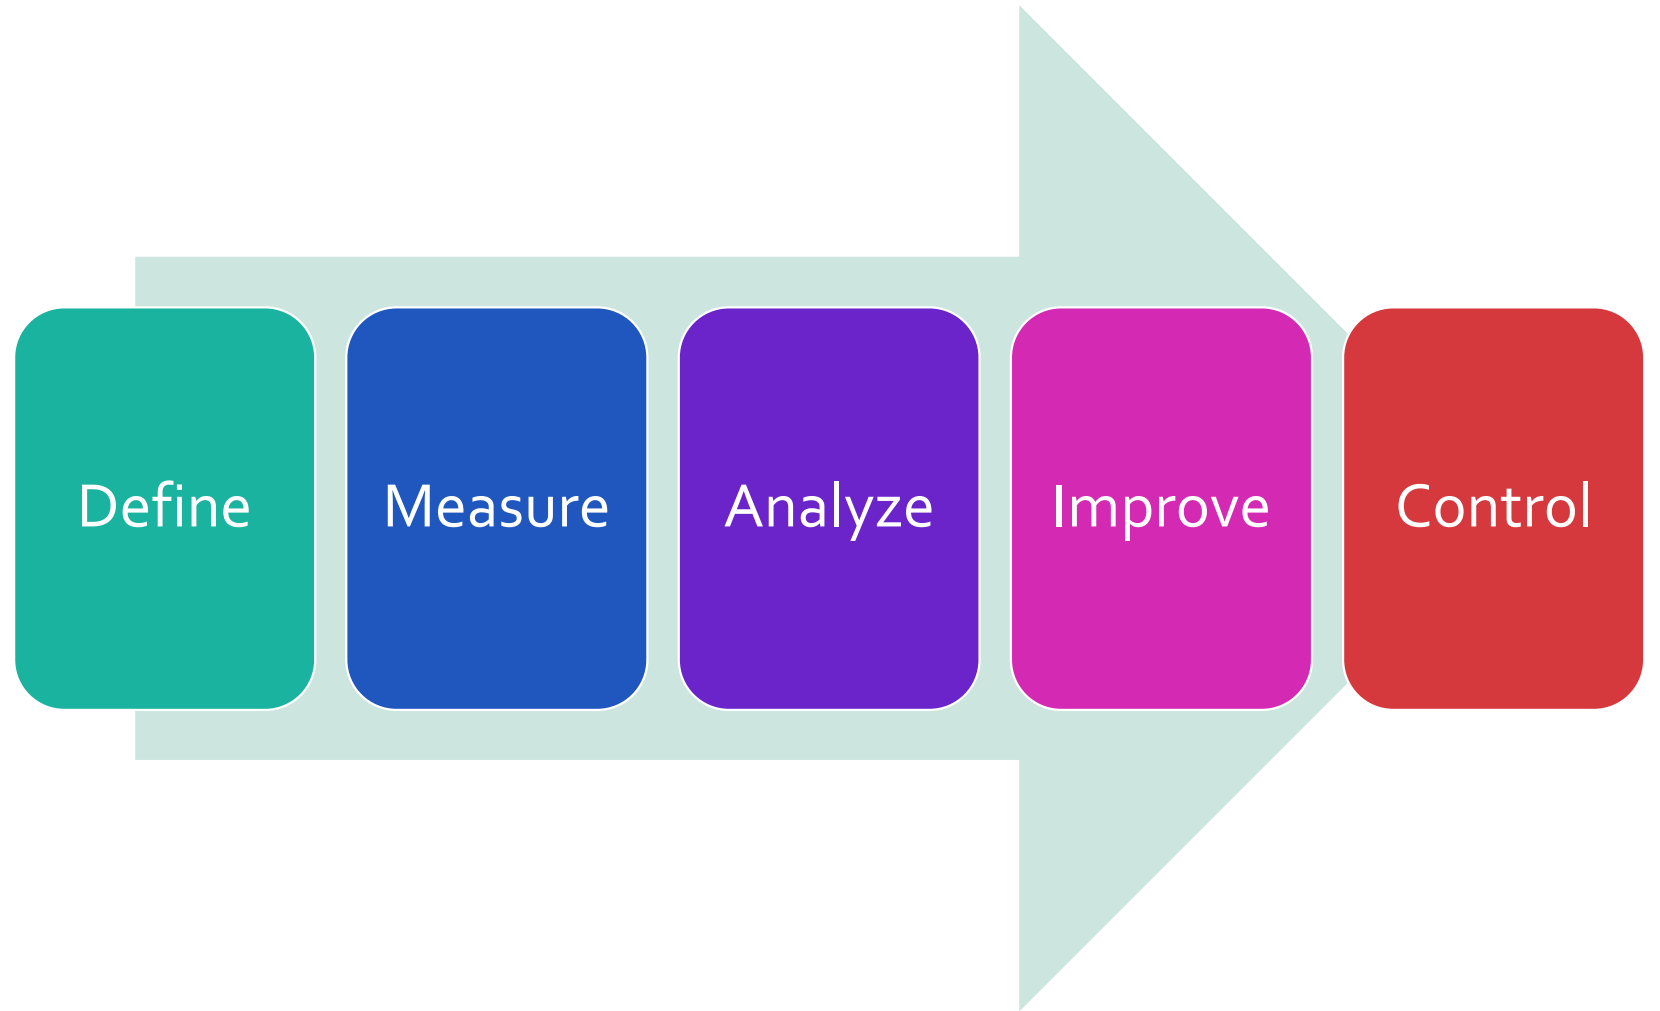 Define
Measure
Analyze
Improve
Control